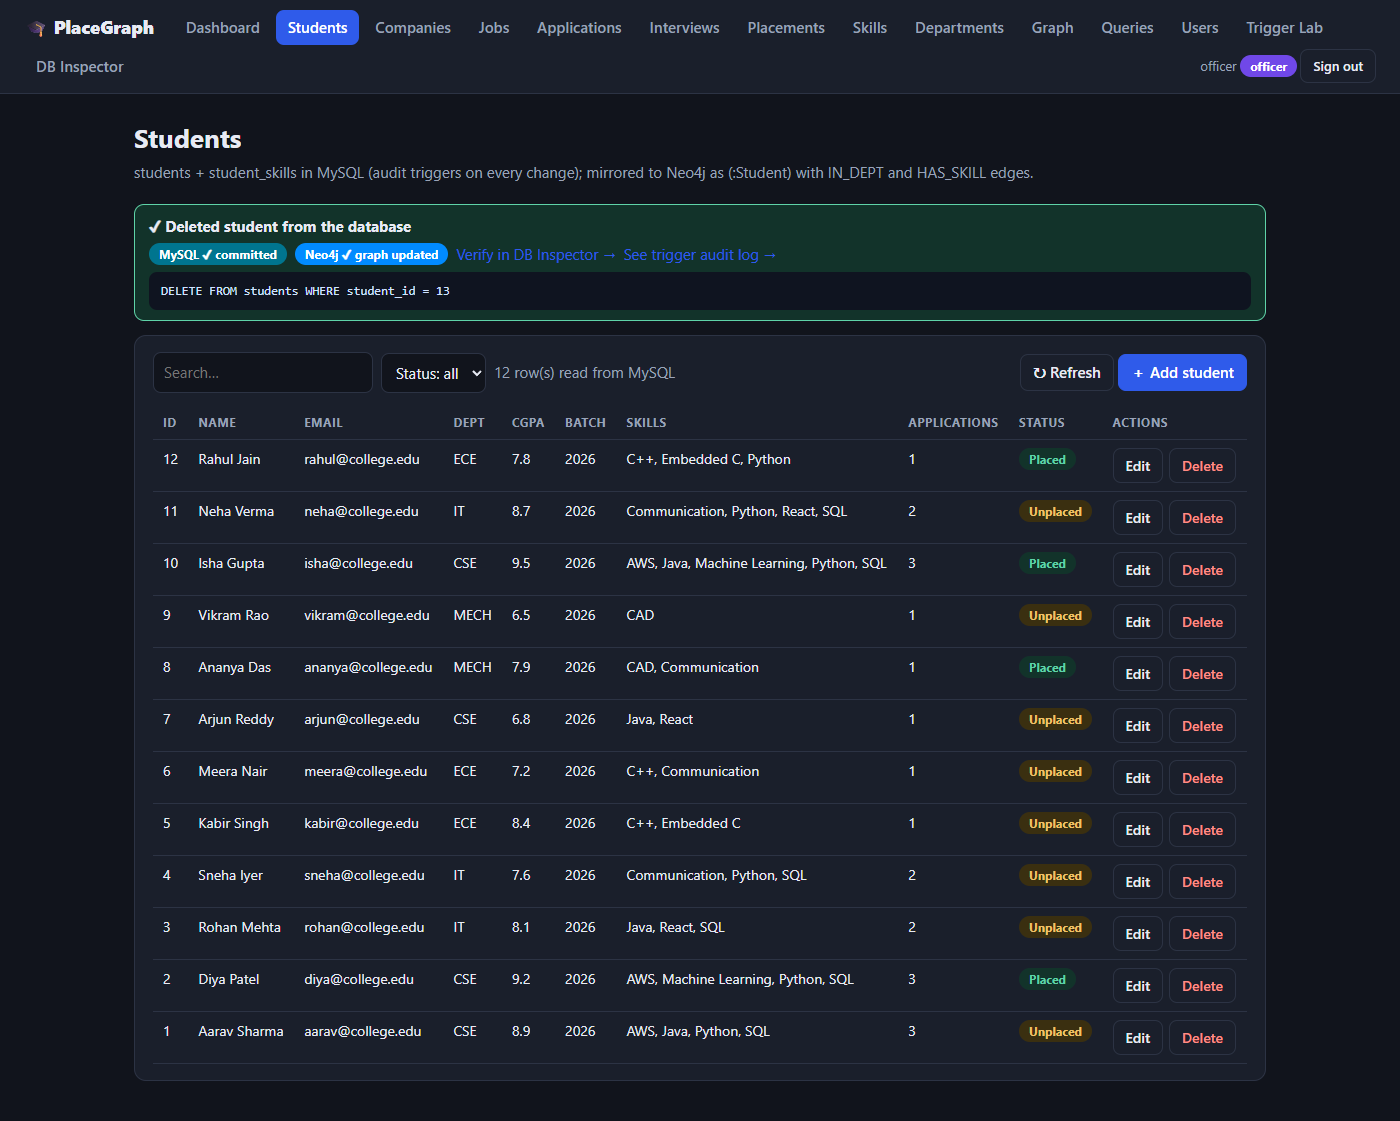 🎓 PlaceGraph Dashboard Students Companies Jobs Applications Interviews Placements Skills Departments Graph Queries Users Trigger Lab
DB Inspector officer officer Sign out
Students
students + student_skills in MySQL (audit triggers on every change); mirrored to Neo4j as (:Student) with IN_DEPT and HAS_SKILL edges.
✔ Deleted student from the database
MySQL ✔ committed Neo4j ✔ graph updated Verify in DB Inspector → See trigger audit log →
DELETE FROM students WHERE student_id = 13
Search... Status: all 12 row(s) read from MySQL ↻ Refresh + Add student
ID NAME EMAIL DEPT CGPA BATCH SKILLS APPLICATIONS STATUS ACTIONS
12 Rahul Jain rahul@college.edu ECE 7.8 2026 C++, Embedded C, Python 1 Placed Edit Delete
11 Neha Verma neha@college.edu IT 8.7 2026 Communication, Python, React, SQL 2 Unplaced Edit Delete
10 Isha Gupta isha@college.edu CSE 9.5 2026 AWS, Java, Machine Learning, Python, SQL 3 Placed Edit Delete
9 Vikram Rao vikram@college.edu MECH 6.5 2026 CAD 1 Unplaced Edit Delete
8 Ananya Das ananya@college.edu MECH 7.9 2026 CAD, Communication 1 Placed Edit Delete
7 Arjun Reddy arjun@college.edu CSE 6.8 2026 Java, React 1 Unplaced Edit Delete
6 Meera Nair meera@college.edu ECE 7.2 2026 C++, Communication 1 Unplaced Edit Delete
5 Kabir Singh kabir@college.edu ECE 8.4 2026 C++, Embedded C 1 Unplaced Edit Delete
4 Sneha Iyer sneha@college.edu IT 7.6 2026 Communication, Python, SQL 2 Unplaced Edit Delete
3 Rohan Mehta rohan@college.edu IT 8.1 2026 Java, React, SQL 2 Unplaced Edit Delete
2 Diya Patel diya@college.edu CSE 9.2 2026 AWS, Machine Learning, Python, SQL 3 Placed Edit Delete
1 Aarav Sharma aarav@college.edu CSE 8.9 2026 AWS, Java, Python, SQL 3 Unplaced Edit Delete